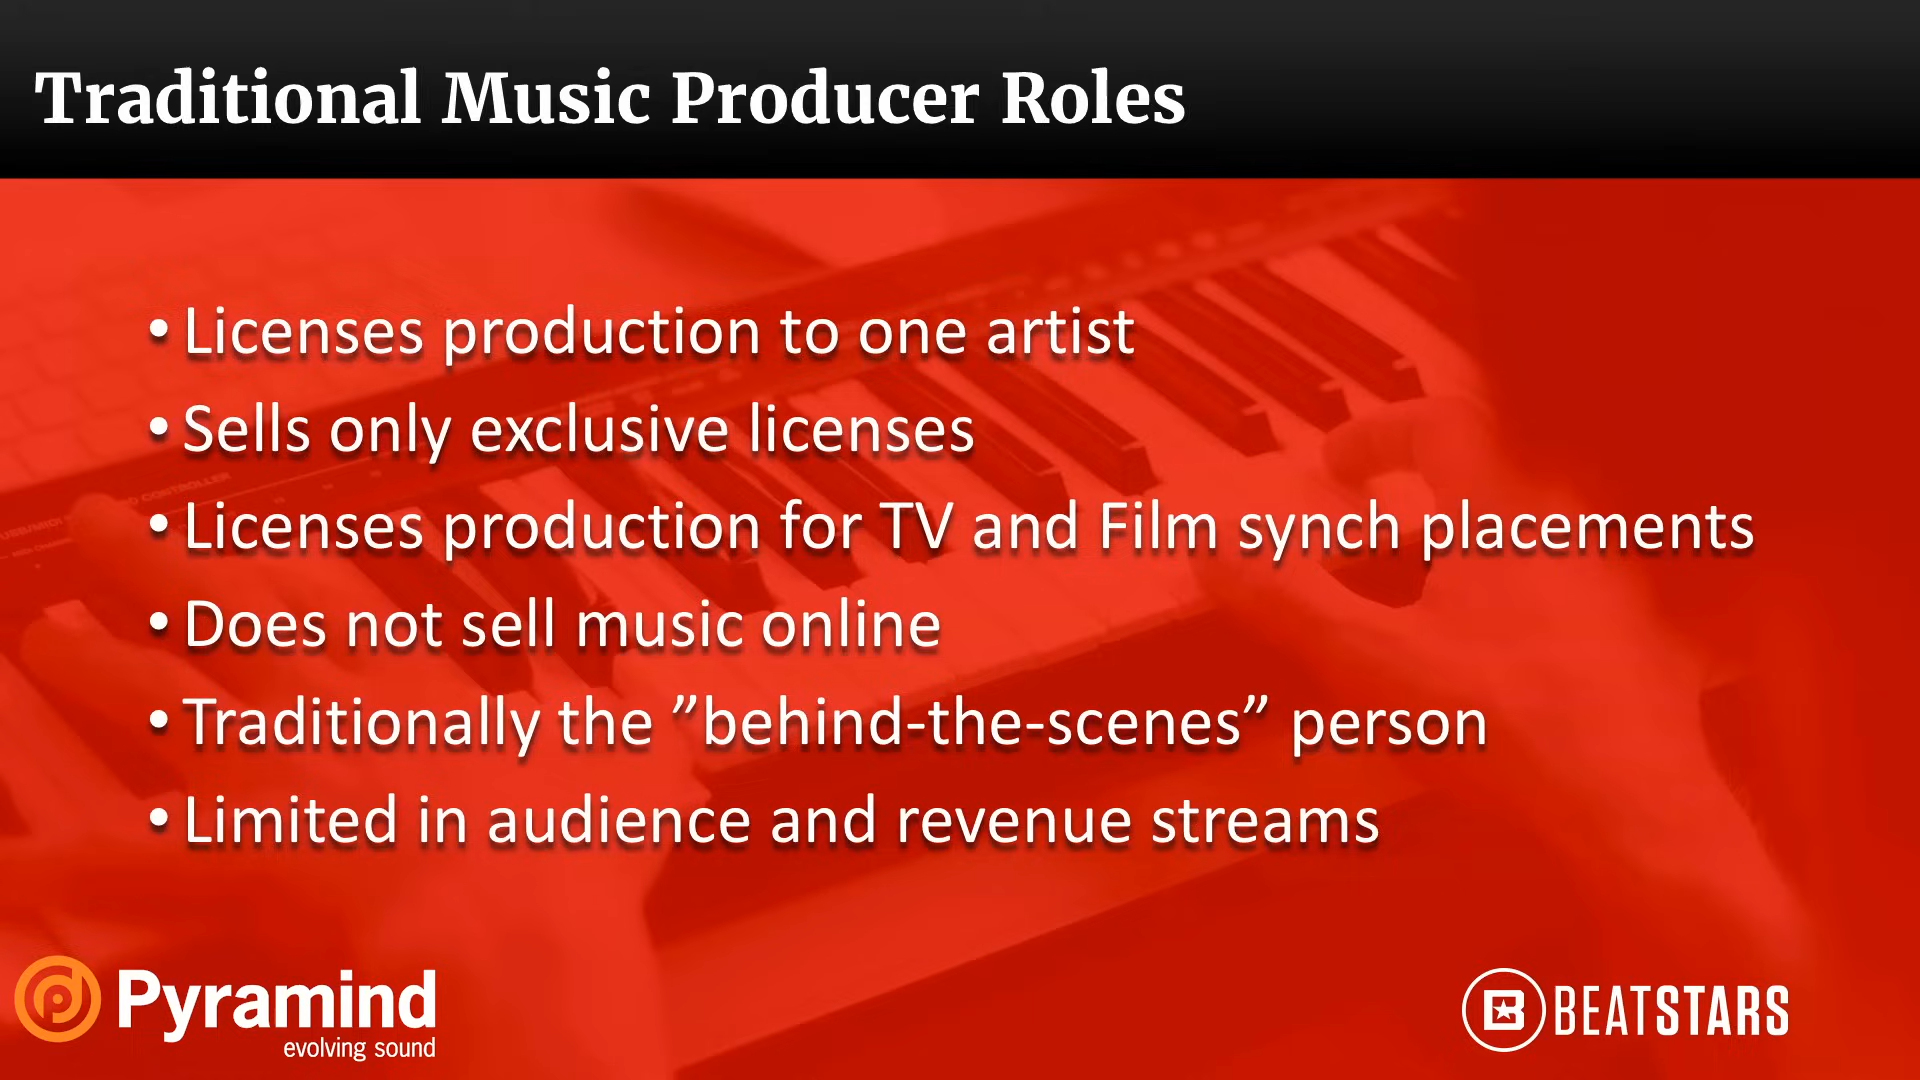 Traditional Music Producer Roles
• Licenses production to one artist
• Sells only exclusive licenses
• Licenses production for TV and Film synch placements
• Does not sell music online
• Traditionally the ”behind-the-scenes” person
• Limited in audience and revenue streams
Pyramind
evolving sound
BEATSTARS